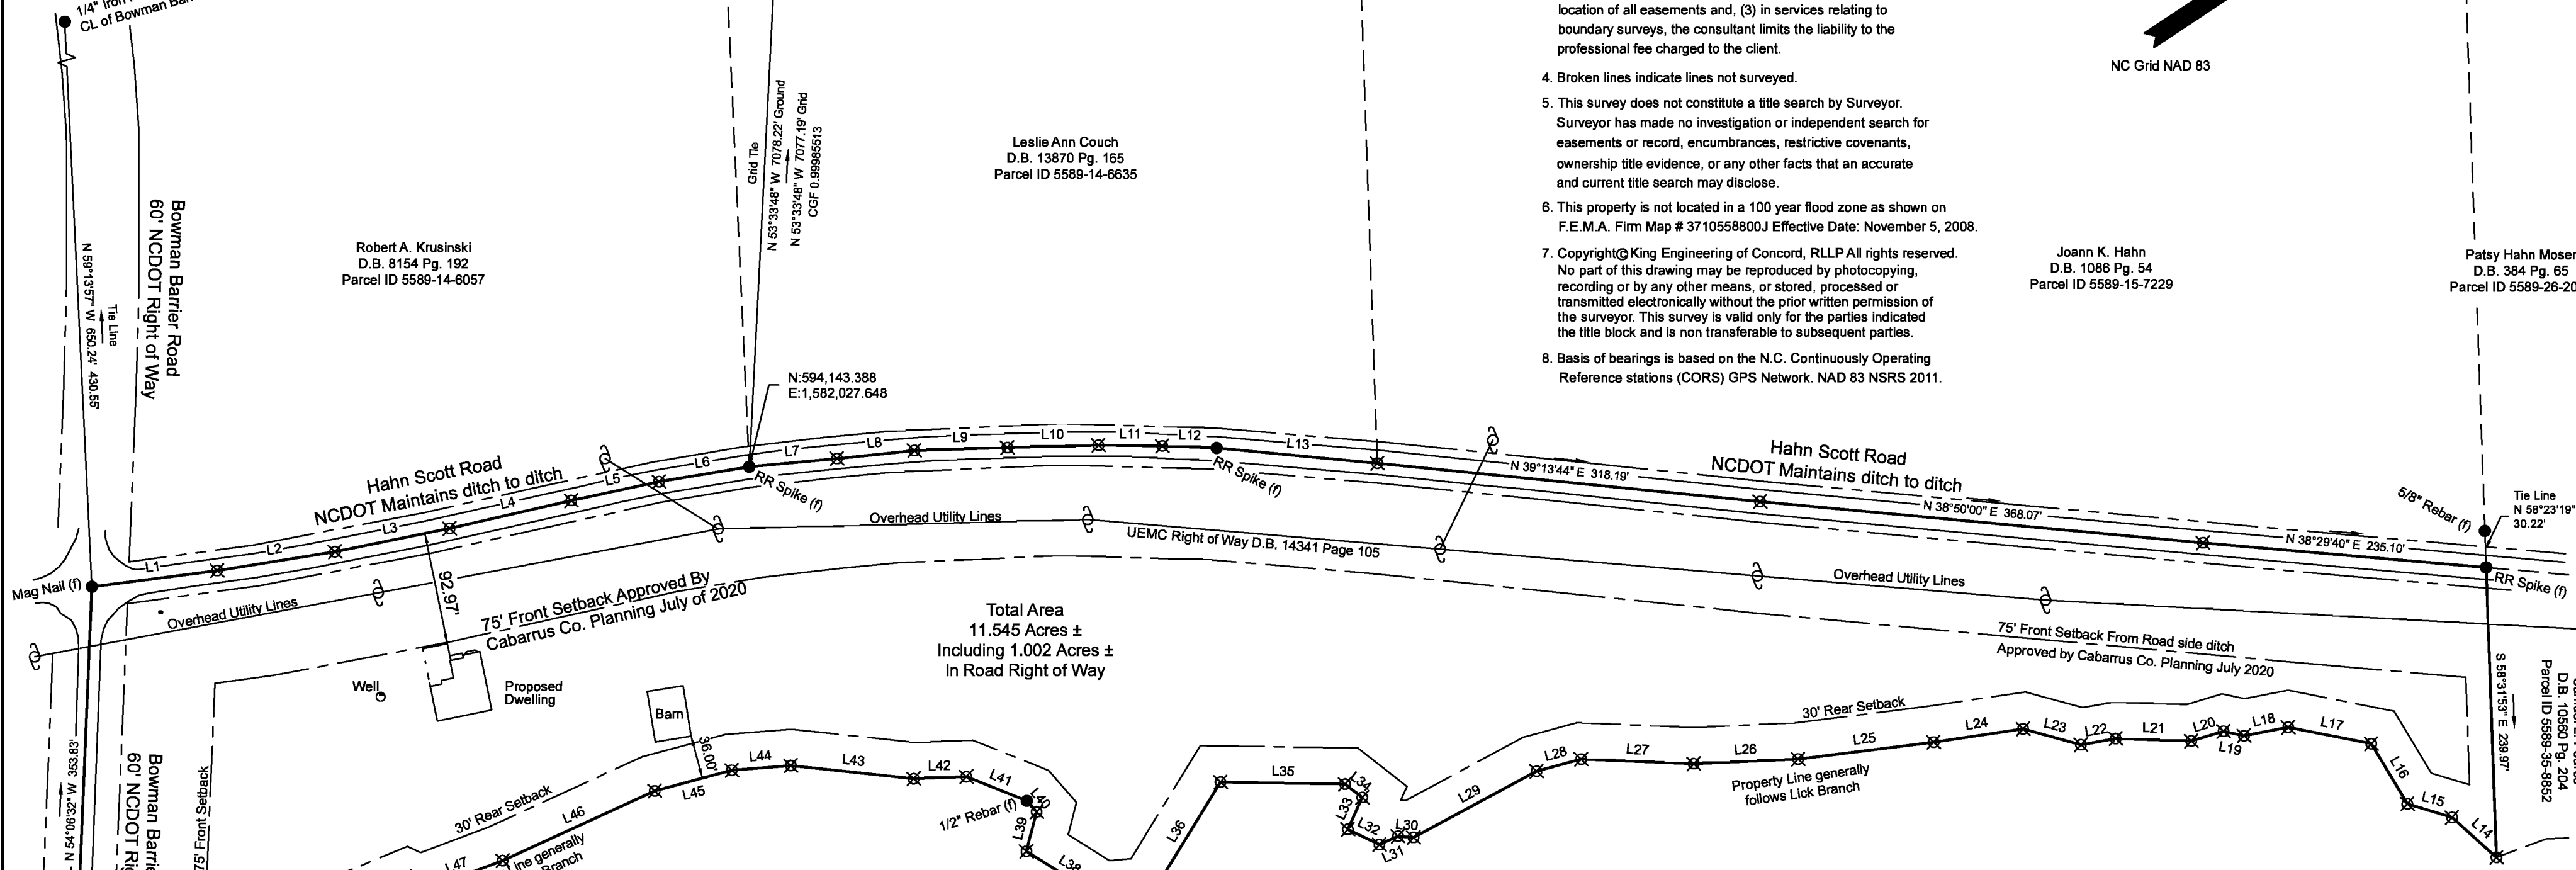 1/4" Iron
CL of Bowman
location of all easements and, (3) in services relating to
boundary surveys, the consultant limits the liability to the
professional fee charged to the client.
4. Broken lines indicate lines not surveyed.
5. This survey does not constitute a title search by Surveyor.
Surveyor has made no investigation or independent search for
easements or record, encumbrances, restrictive covenants,
ownership title evidence, or any other facts that an accurate
and current title search may disclose.
6. This property is not located in a 100 year flood zone as shown on
F.E.M.A. Firm Map # 3710558800J Effective Date: November 5, 2008.
7. Copyright©King Engineering of Concord, RLLP All rights reserved.
No part of this drawing may be reproduced by photocopying,
recording or by any other means, or stored, processed or
transmitted electronically without the prior written permission of
the surveyor. This survey is valid only for the parties indicated
the title block and is non transferable to subsequent parties.
8. Basis of bearings is based on the N.C. Continuously Operating
Reference stations (CORS) GPS Network. NAD 83 NSRS 2011.
NC Grid NAD 83
N 59°13'57" W 650.24' 430.55'
Tie Line
Bowman Barrier Road
60' NCDOT Right of Way
Robert A. Krusinski
D.B. 8154 Pg. 192
Parcel ID 5589-14-6057
Grid Tie
N 53°33'48" W 7078.22' Ground
N 53°33'48" W 7077.19' Grid
CGF 0.99985513
Leslie Ann Couch
D.B. 13870 Pg. 165
Parcel ID 5589-14-6635
Joann K. Hahn
D.B. 1086 Pg. 54
Parcel ID 5589-15-7229
Patsy Hahn Moser
D.B. 384 Pg. 65
Parcel ID 5589-26-20
N:594,143.388
E:1,582,027.648
Hahn Scott Road
NCDOT Maintains ditch to ditch
L1
L2
L3
L4
L5
L6
L7
L8
L9
L10
L11
L12
L13
RR Spike (f)
RR Spike (f)
N 39°13'44" E 318.19'
Hahn Scott Road
NCDOT Maintains ditch to ditch
N 38°50'00" E 368.07'
N 38°29'40" E 235.10'
5/8" Rebar (f)
Tie Line
N 58°23'19"
30.22'
RR Spike (f)
Mag Nail (f)
Overhead Utility Lines
Overhead Utility Lines
UEMC Right of Way D.B. 14341 Page 105
Overhead Utility Lines
92.97'
75' Front Setback Approved By
Cabarrus Co. Planning July of 2020
Total Area
11.545 Acres ±
Including 1.002 Acres ±
In Road Right of Way
75' Front Setback From Road side ditch
Approved by Cabarrus Co. Planning July 2020
S 58°31'53" E 239.97'
D.B. 10560 Pg. 204
Parcel ID 5589-35-8852
Well
Proposed
Dwelling
Barn
36.00'
N 54°06'32" W 353.83'
Bowman Barrie
60' NCDOT Ri
75' Front Setback
30' Rear Setback
30' Rear Setback
L47
L46
L45
L44
L43
L42
L41
L40
L39
L38
1/2" Rebar (f)
L36
L35
L34
L33
L32
L31
L30
L29
L28
L27
L26
L25
L24
L23
L22
L21
L20
L19
L18
L17
L16
L15
L14
Property Line generally
follows Lick Branch
ine generally
Branch